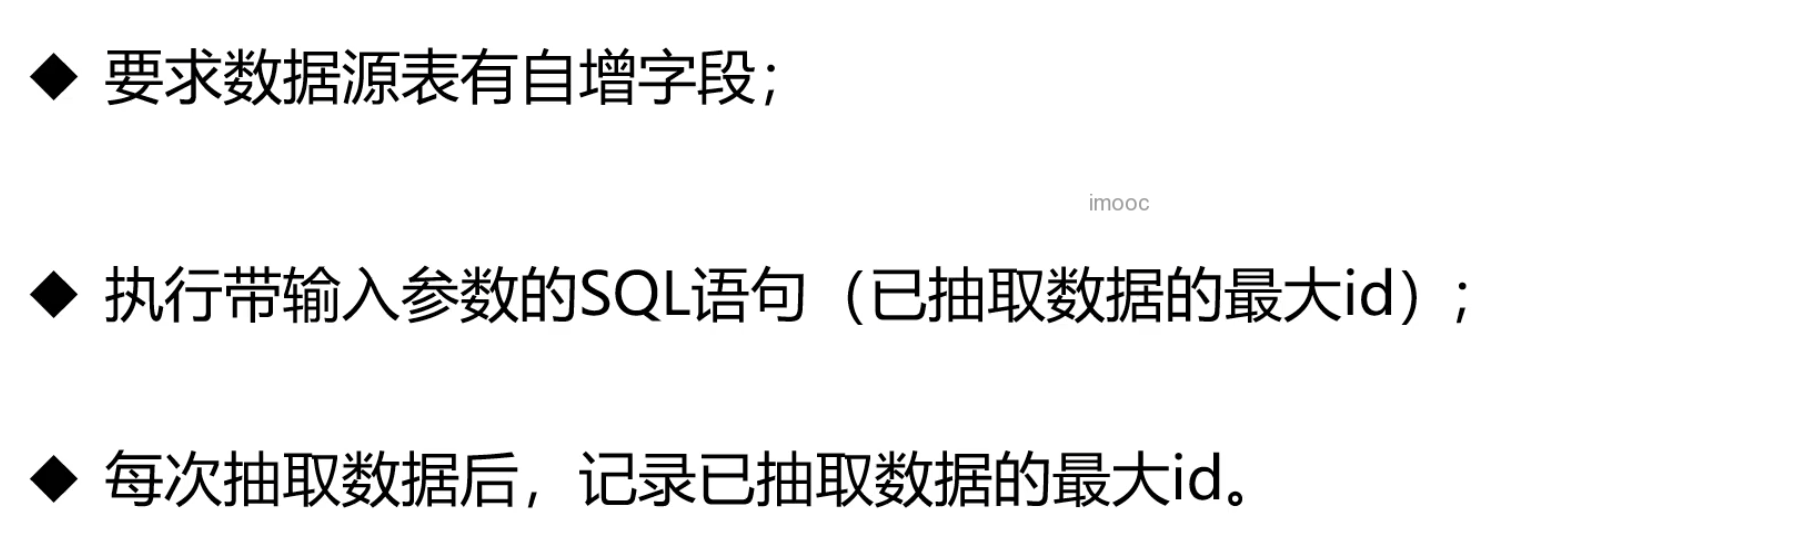 ◆ 要求数据源表有自增字段；
imooc
◆ 执行带输入参数的SQL语句（已抽取数据的最大id）；
◆ 每次抽取数据后，记录已抽取数据的最大id。